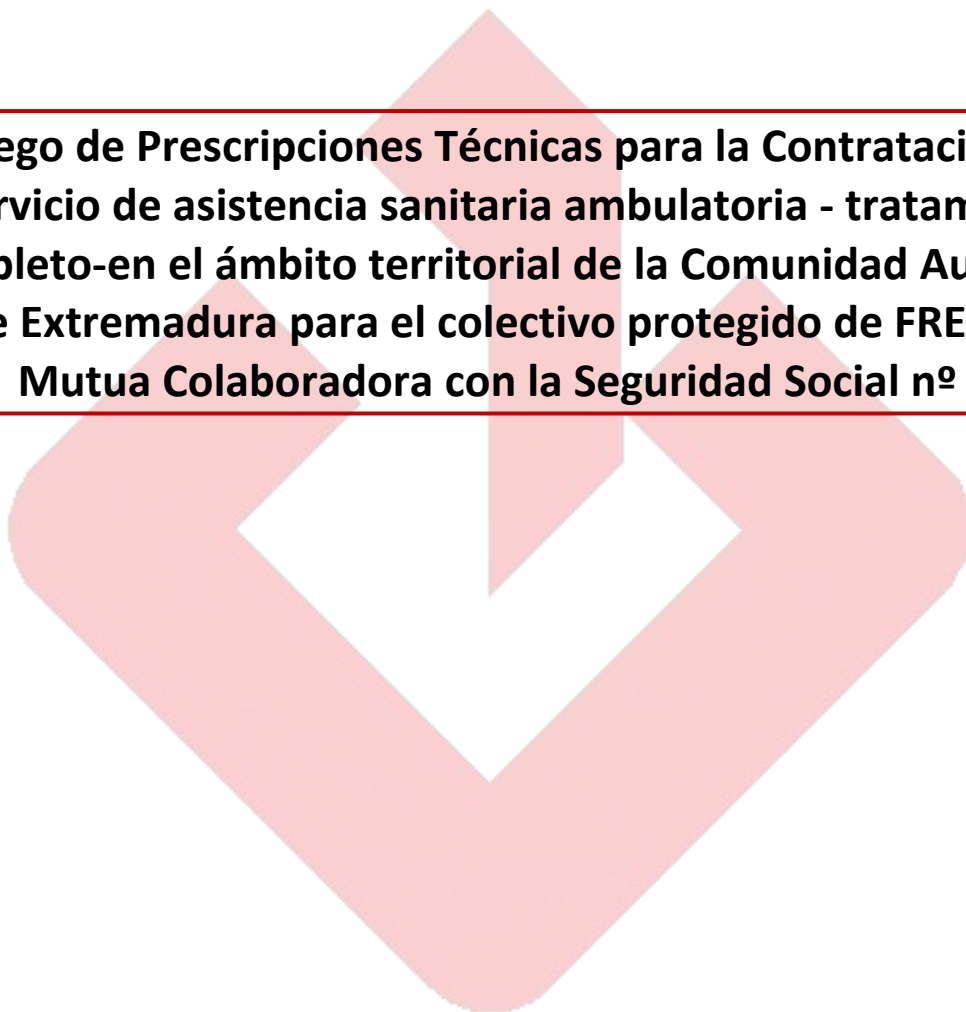 ego de Prescripciones Técnicas para la Contrataci
rvicio de asistencia sanitaria ambulatoria - tratam
pleto-en el ámbito territorial de la Comunidad Au
e Extremadura para el colectivo protegido de FRE
Mutua Colaboradora con la Seguridad Social nº